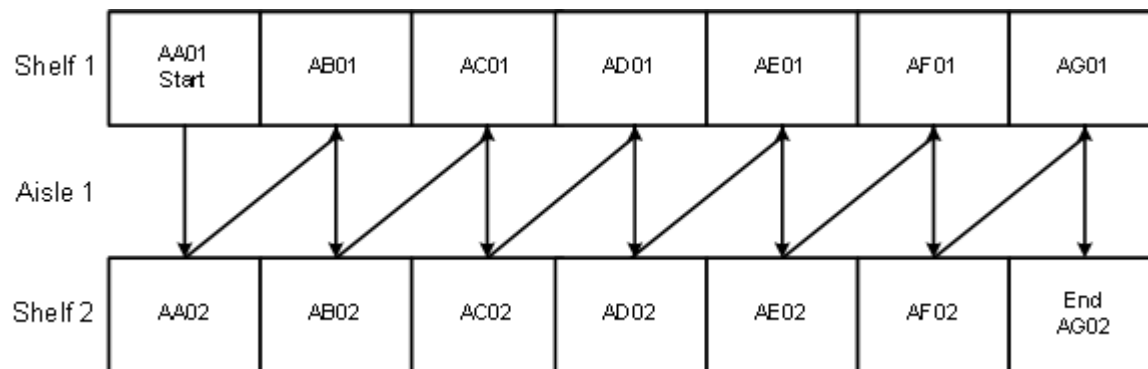 Shelf 1
AA01
Start
AB01
AC01
AD01
AE01
AF01
AG01
Aisle 1
Shelf 2
AA02
AB02
AC02
AD02
AE02
AF02
End
AG02